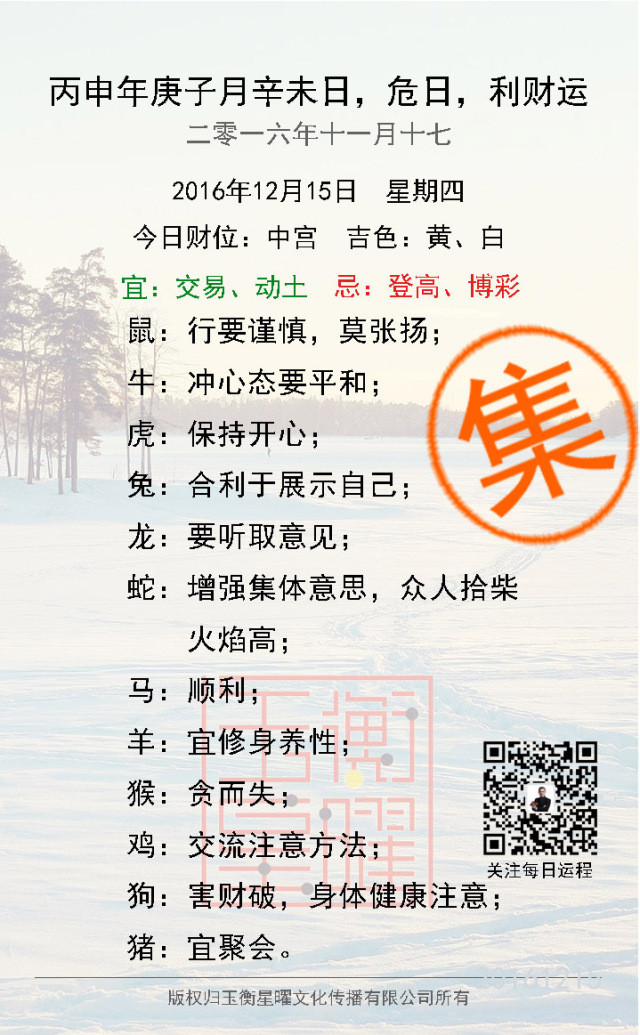 丙申年庚子月辛未日，危日，利财运
二零一六年十一月十七
2016年12月15日 星期四
今日财位：中宫 吉色：黄、白
宜：交易、动土 忌：登高、博彩
鼠：行要谨慎，莫张扬；
牛：冲心态要平和；
虎：保持开心；
集
兔：合利于展示自己；
龙：要听取意见；
蛇：增强集体意思，众人拾柴
火焰高；
马：顺利；
羊：宜修身养性；
猴：贪而失；
鸡：交流注意方法；
关注每日运程
狗：害财破，身体健康注意；
猪：宜聚会。
版权归玉衡星曜文化传播有限公司所有
玉衡
星曜